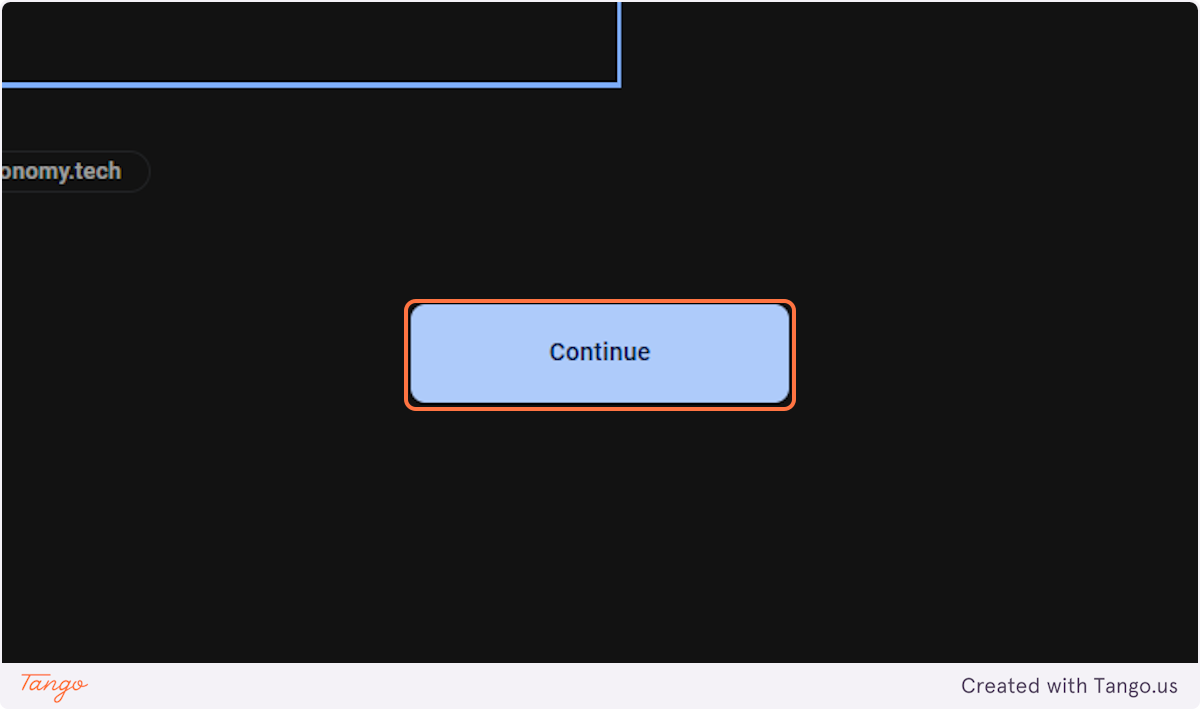 onomy.tech
Continue
Tango
Created with Tango.us